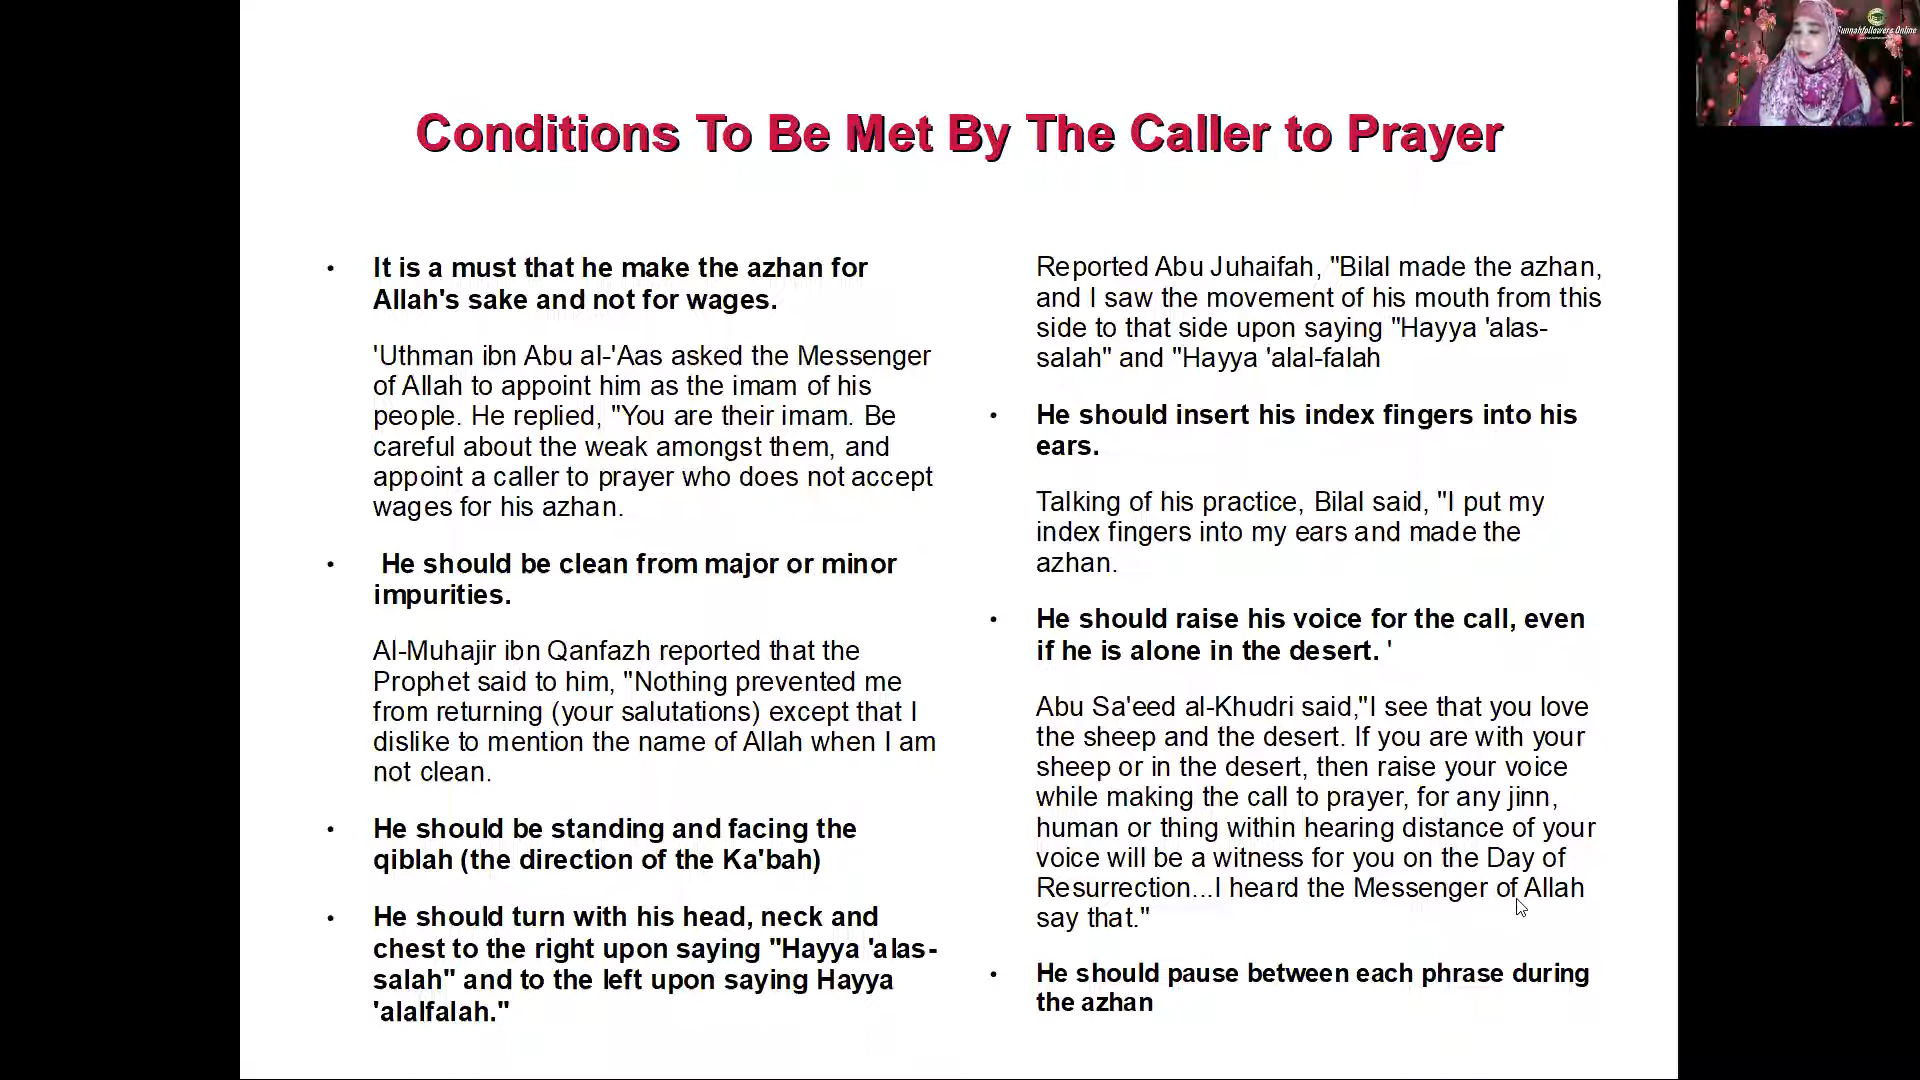 Conditions To Be Met By The Caller to Prayer
• It is a must that he make the azhan for
Allah's sake and not for wages.
'Uthman ibn Abu al-'Aas asked the Messenger
of Allah to appoint him as the imam of his
people. He replied, "You are their imam. Be
careful about the weak amongst them, and
appoint a caller to prayer who does not accept
wages for his azhan.
• He should be clean from major or minor
impurities.
Al-Muhajir ibn Qanfazh reported that the
Prophet said to him, "Nothing prevented me
from returning (your salutations) except that I
dislike to mention the name of Allah when I am
not clean.
• He should be standing and facing the
qiblah (the direction of the Ka'bah)
• He should turn with his head, neck and
chest to the right upon saying "Hayya 'alas-
salah" and to the left upon saying Hayya
'alalfalah."
Reported Abu Juhaifah, "Bilal made the azhan,
and I saw the movement of his mouth from this
side to that side upon saying "Hayya 'alas-
salah" and "Hayya 'alal-falah
• He should insert his index fingers into his
ears.
Talking of his practice, Bilal said, "I put my
index fingers into my ears and made the
azhan.
• He should raise his voice for the call, even
if he is alone in the desert. '
Abu Sa'eed al-Khudri said,"I see that you love
the sheep and the desert. If you are with your
sheep or in the desert, then raise your voice
while making the call to prayer, for any jinn,
human or thing within hearing distance of your
voice will be a witness for you on the Day of
Resurrection...I heard the Messenger of Allah
say that."
• He should pause between each phrase during
the azhan
Sunnahfollowers Online